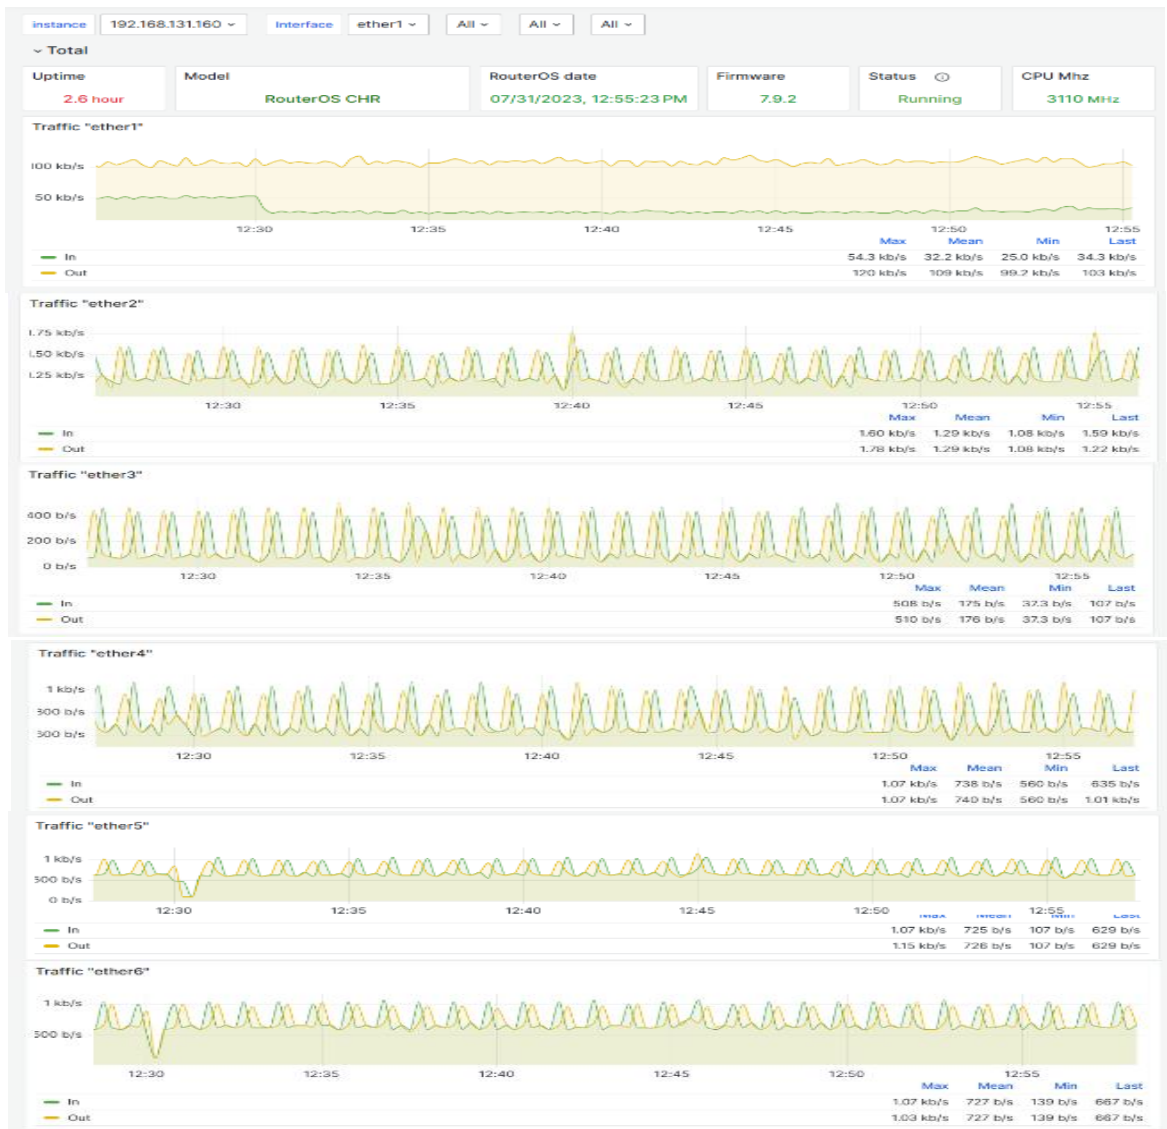 instance 192.168.131.160 Interface ether1 All All All
Total
Uptime Model RouterOS date Firmware Status CPU Mhz
2.6 hour RouterOS CHR 07/31/2023, 12:55:23 PM 7.9.2 Running 3110 MHz
Traffic "ether1"
100 kb/s
50 kb/s
12:30 12:35 12:40 12:45 12:50 12:55
Max Mean Min Last
In 54.3 kb/s 32.2 kb/s 25.0 kb/s 34.3 kb/s
Out 120 kb/s 109 kb/s 99.2 kb/s 103 kb/s
Traffic "ether2"
.75 kb/s
.50 kb/s
.25 kb/s
12:30 12:35 12:40 12:45 12:50 12:55
Max Mean Min Last
In 1.60 kb/s 1.29 kb/s 1.08 kb/s 1.59 kb/s
Out 1.78 kb/s 1.29 kb/s 1.08 kb/s 1.22 kb/s
Traffic "ether3"
400 b/s
200 b/s
0 b/s
12:30 12:35 12:40 12:45 12:50 12:55
Max Mean Min Last
In 508 b/s 175 b/s 37.3 b/s 107 b/s
Out 510 b/s 176 b/s 37.3 b/s 107 b/s
Traffic "ether4"
1 kb/s
300 b/s
300 b/s
12:30 12:35 12:40 12:45 12:50 12:55
Max Mean Min Last
In 1.07 kb/s 738 b/s 560 b/s 635 b/s
Out 1.07 kb/s 740 b/s 560 b/s 1.01 kb/s
Traffic "ether5"
1 kb/s
500 b/s
0 b/s
12:30 12:35 12:40 12:45 12:50 12:55
Max Mean Min Last
In 1.07 kb/s 725 b/s 107 b/s 629 b/s
Out 1.15 kb/s 726 b/s 107 b/s 629 b/s
Traffic "ether6"
1 kb/s
500 b/s
12:30 12:35 12:40 12:45 12:50 12:55
Max Mean Min Last
In 1.07 kb/s 727 b/s 139 b/s 667 b/s
Out 1.03 kb/s 727 b/s 139 b/s 667 b/s